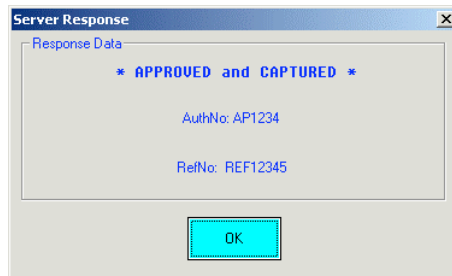 Server Response
Response Data
* APPROVED and CAPTURED *
AuthNo: AP1234
RefNo: REF12345
OK